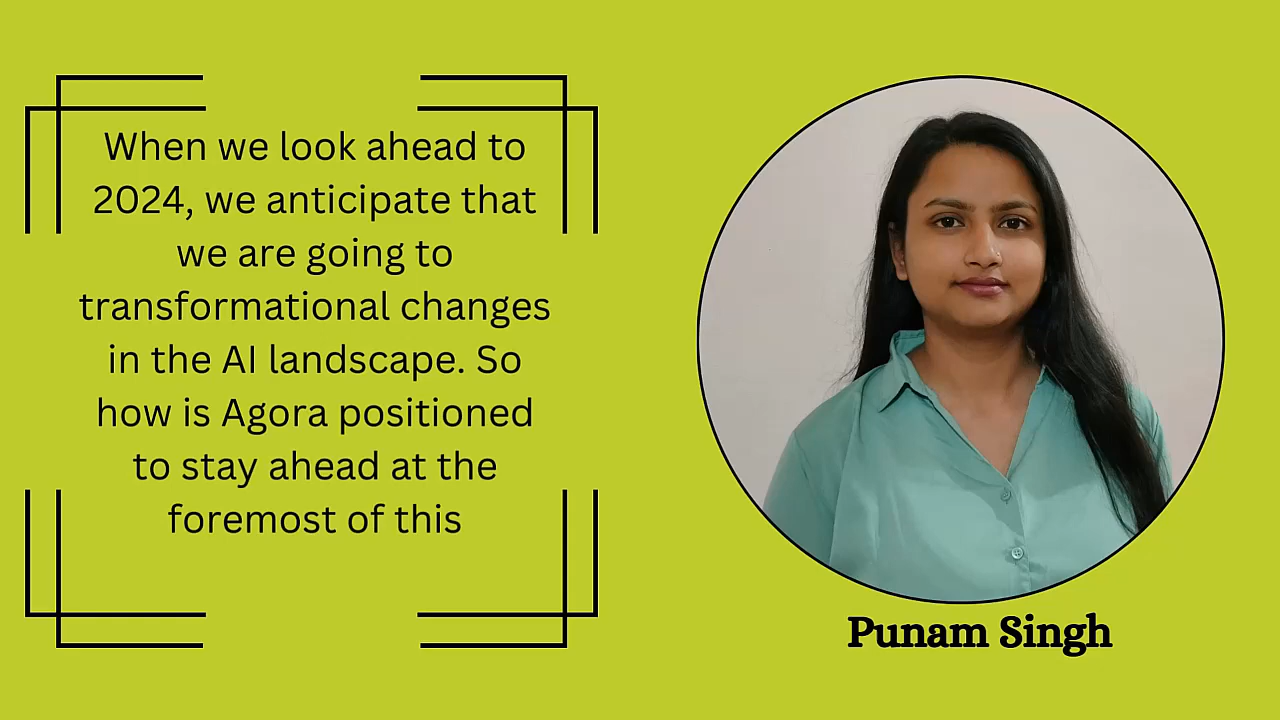 When we look ahead to
2024, we anticipate that
we are going to
transformational changes
in the AI landscape. So
how is Agora positioned
to stay ahead at the
foremost of this
Punam Singh